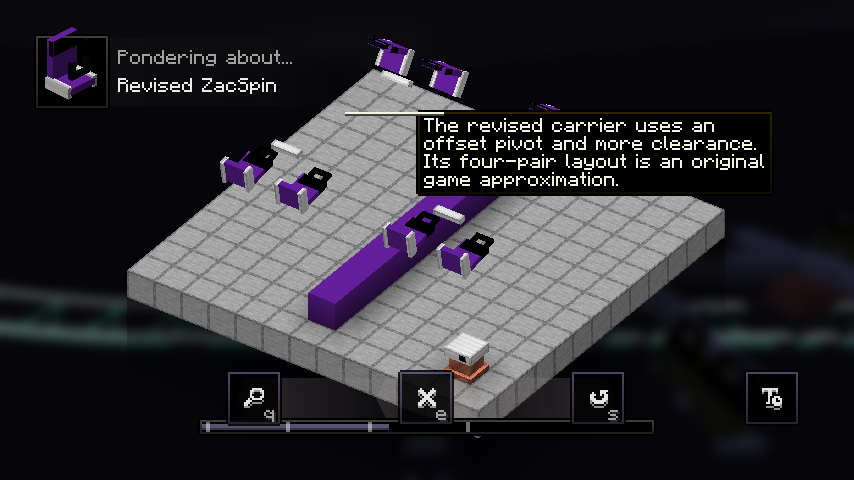 Pondering about...
Revised ZacSpin
The revised carrier uses an
offset pivot and more clearance.
Its four-pair layout is an original
game approximation.
q
e
s
T